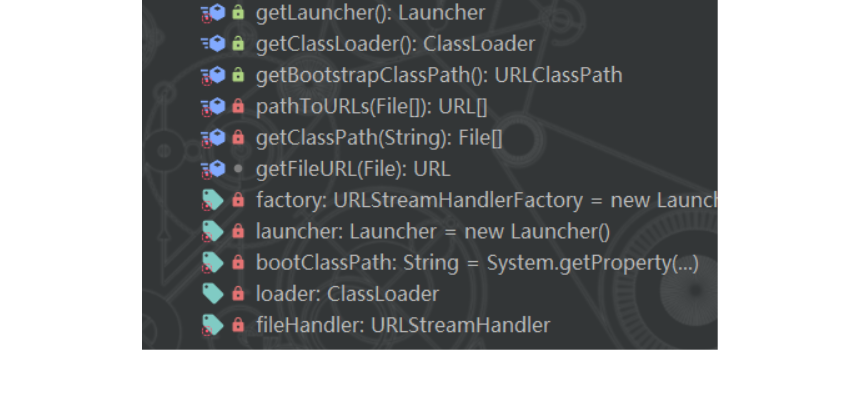 getLauncher(): Launcher
getClassLoader(): ClassLoader
getBootstrapClassPath(): URLClassPath
pathToURLs(File[]): URL[]
getClassPath(String): File[]
getFileURL(File): URL
factory: URLStreamHandlerFactory = new Launch
launcher: Launcher = new Launcher()
bootClassPath: String = System.getProperty(...)
loader: ClassLoader
fileHandler: URLStreamHandler